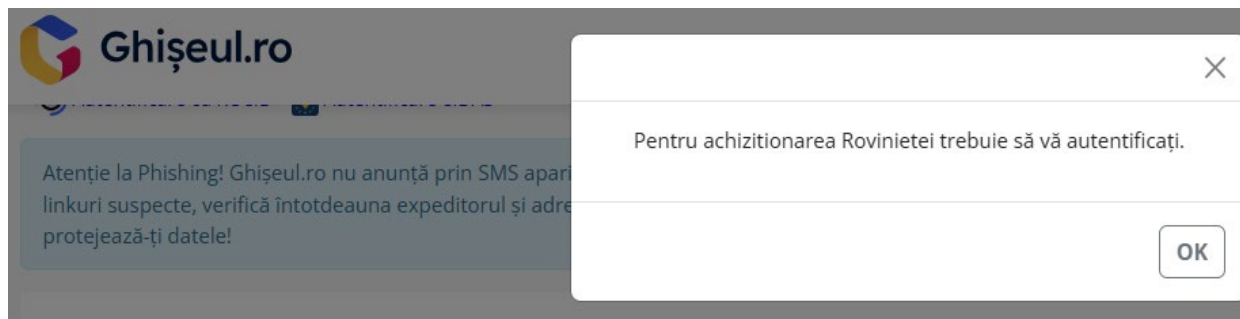 Ghișeul.ro
Pentru achizitionarea Rovinietei trebuie să vă autentificați.
Atenție la Phishing! Ghișeul.ro nu anunță prin SMS apari
linkuri suspecte, verifică întotdeauna expeditorul și adre
protejează-ți datele!
OK